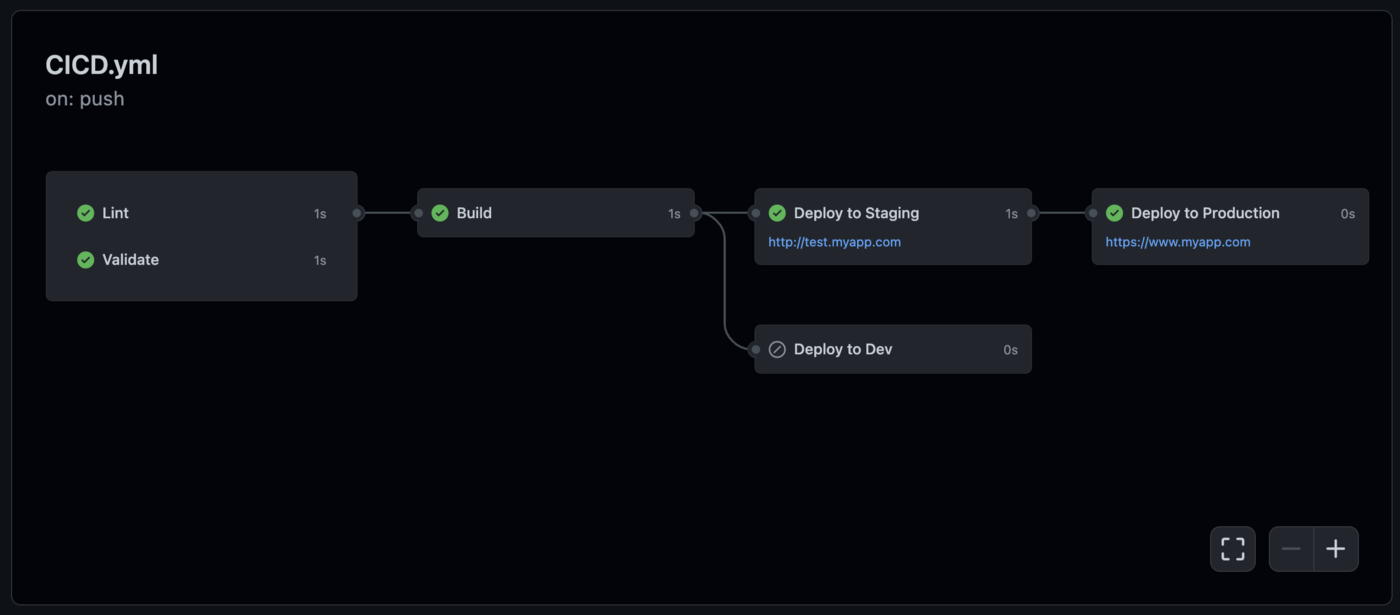 CICD.yml
on: push
Lint 1s
Validate 1s
Build 1s
Deploy to Staging 1s
http://test.myapp.com
Deploy to Production 0s
https://www.myapp.com
Deploy to Dev 0s